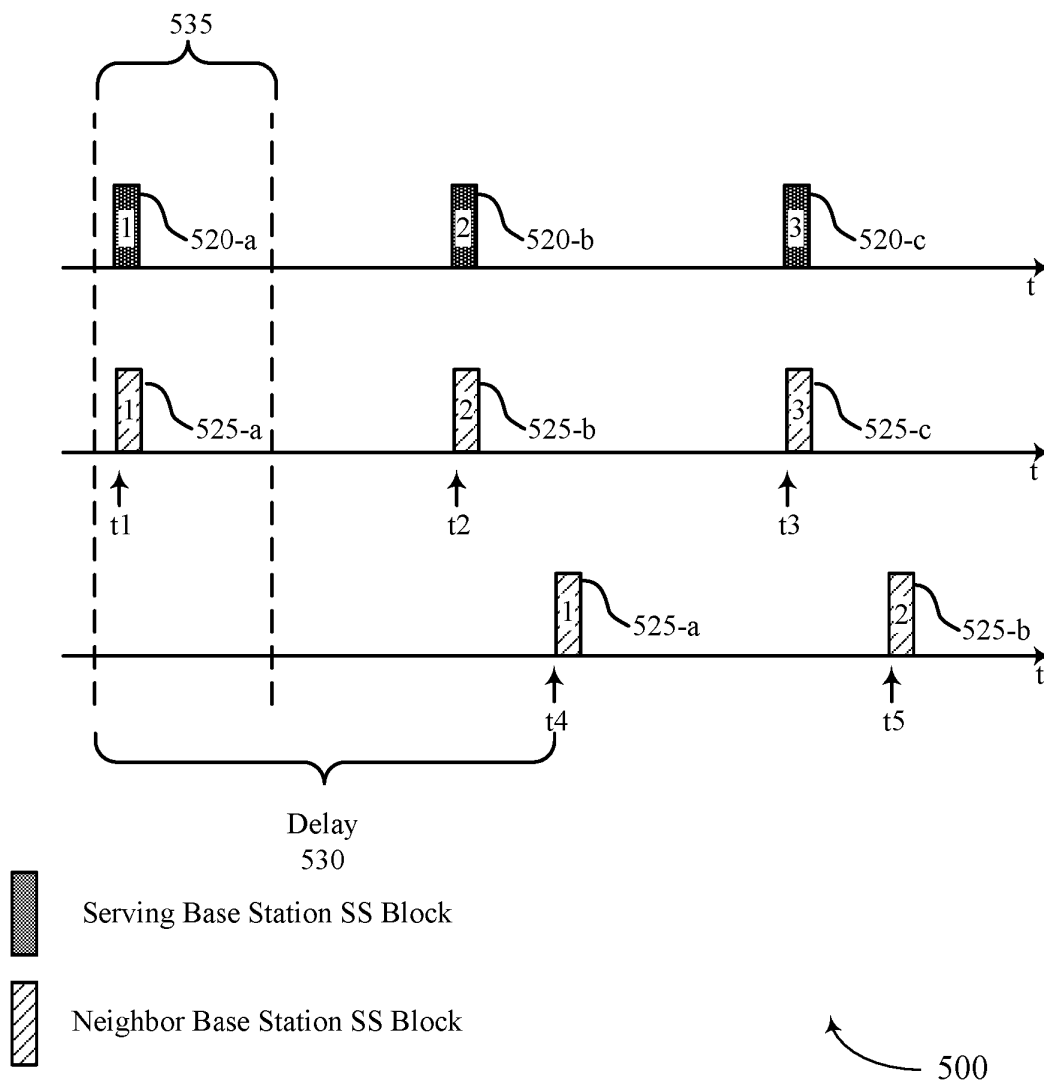 535
1
520-a
2
520-b
3
520-c
t
1
525-a
2
525-b
3
525-c
t
t1
t2
t3
1
525-a
2
525-b
t
t4
t5
Delay
530
Serving Base Station SS Block
Neighbor Base Station SS Block
500